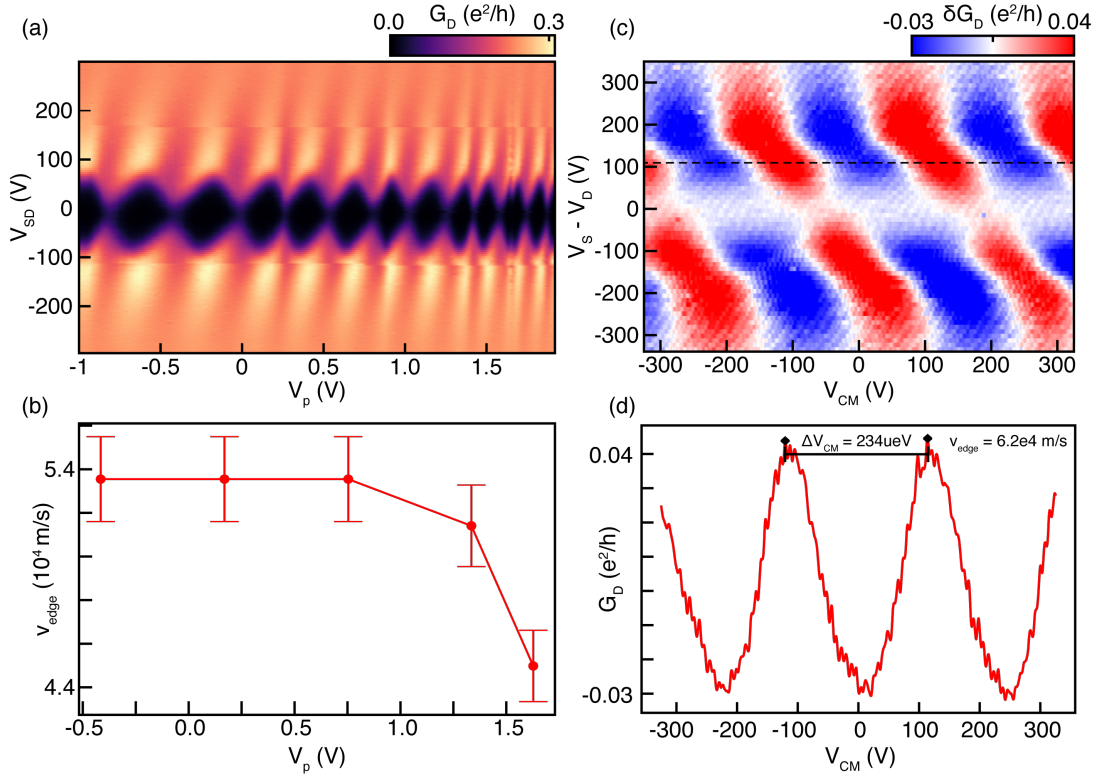 (a)
0.0
G_D (e²/h)
0.3
V_SD (V)
200
100
0
-100
-200
-1
-0.5
0
0.5
1.0
1.5
V_p (V)
(c)
-0.03
δG_D (e²/h)
0.04
V_S - V_D (V)
300
200
100
0
-100
-200
-300
-300
-200
-100
0
100
200
300
V_CM (V)
(b)
v_edge (10⁴ m/s)
5.4
4.4
-0.5
0.0
0.5
1.0
1.5
V_p (V)
(d)
G_D (e²/h)
0.04
-0.03
ΔV_CM = 234ueV
v_edge = 6.2e4 m/s
-300
-200
-100
0
100
200
300
V_CM (V)